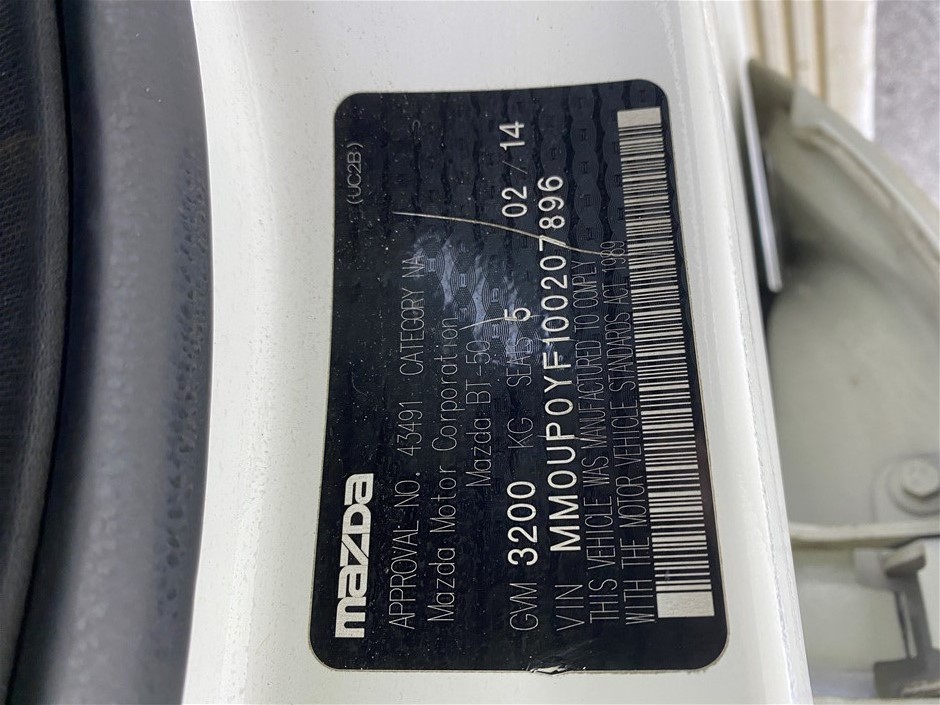 mazda (UC2B)
APPROVAL-NO. 43491 CATEGORY NA
Mazda Motor Corporation
Mazda BT-50
GVM 3200 KG SEATS 5 02 / 14
VIN MM0UP0YF100207896
THIS VEHICLE WAS MANUFACTURED TO COMPLY
WITH THE MOTOR VEHICLE STANDARDS ACT 1989